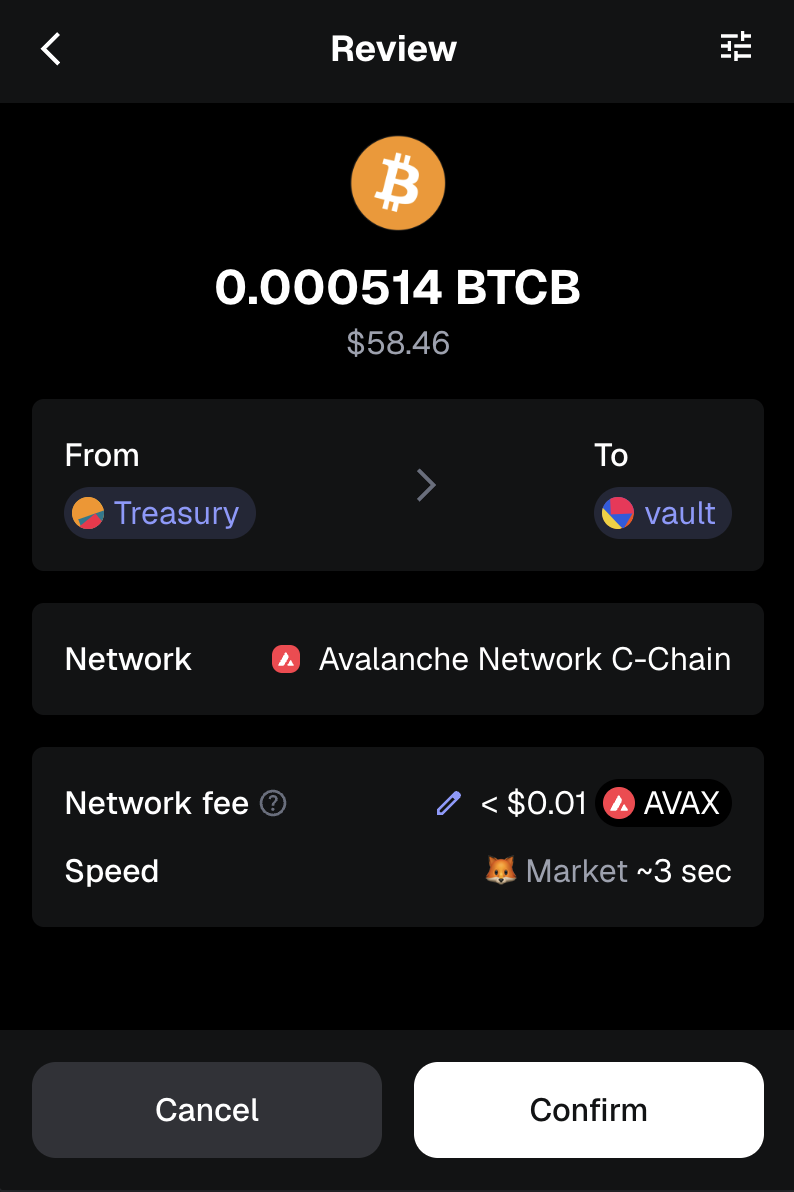 Review
0.000514 BTCB
$58.46
From
To
Treasury
vault
Network
Avalanche Network C-Chain
Network fee ?
< $0.01 AVAX
Speed
Market ~3 sec
Cancel
Confirm